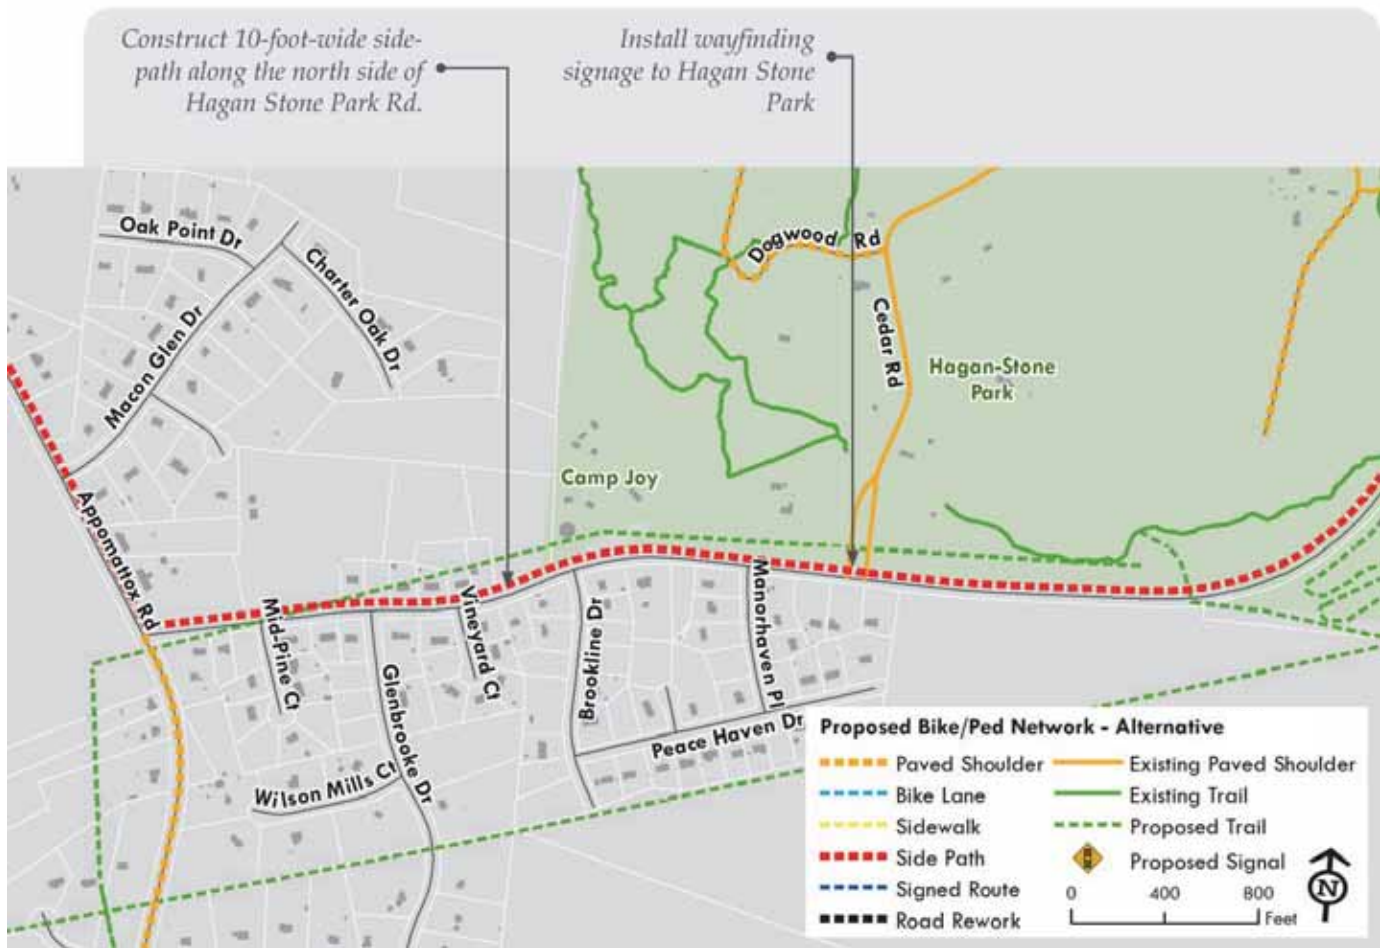 Construct 10-foot-wide side-
path along the north side of
Hagan Stone Park Rd.
Install wayfinding
signage to Hagan Stone
Park
Oak Point Dr
Charter Oak Dr
Macon Glen Dr
Dogwood Rd
Cedar Rd
Hagan-Stone
Park
Camp Joy
Appomattox Rd
Mid-Pine Ct
Vineyard Ct
Glenbrooke Dr
Brookline Dr
Manorhaven Pl
Peace Haven Dr
Wilson Mills Ct
Proposed Bike/Ped Network - Alternative
Paved Shoulder
Bike Lane
Sidewalk
Side Path
Signed Route
Road Rework
Existing Paved Shoulder
Existing Trail
Proposed Trail
Proposed Signal
0 400 800
Feet
N